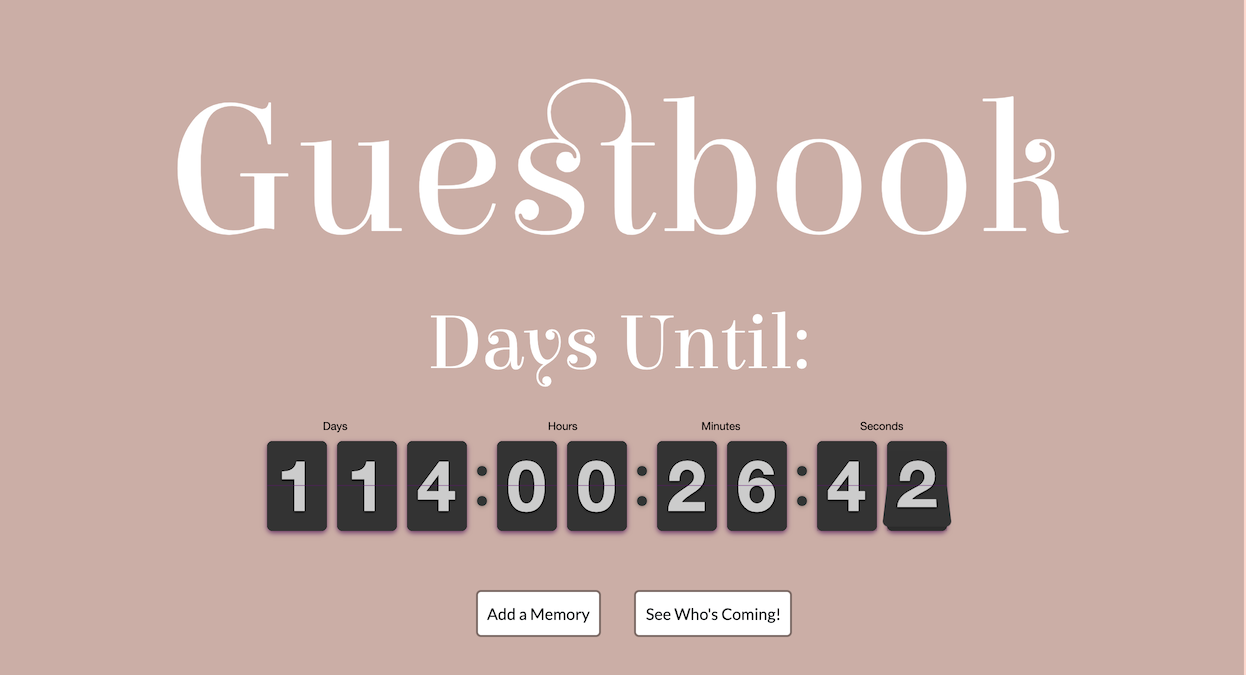 Guestbook
Days Until:
Days Hours Minutes Seconds
114:00:26:42
Add a Memory See Who's Coming!